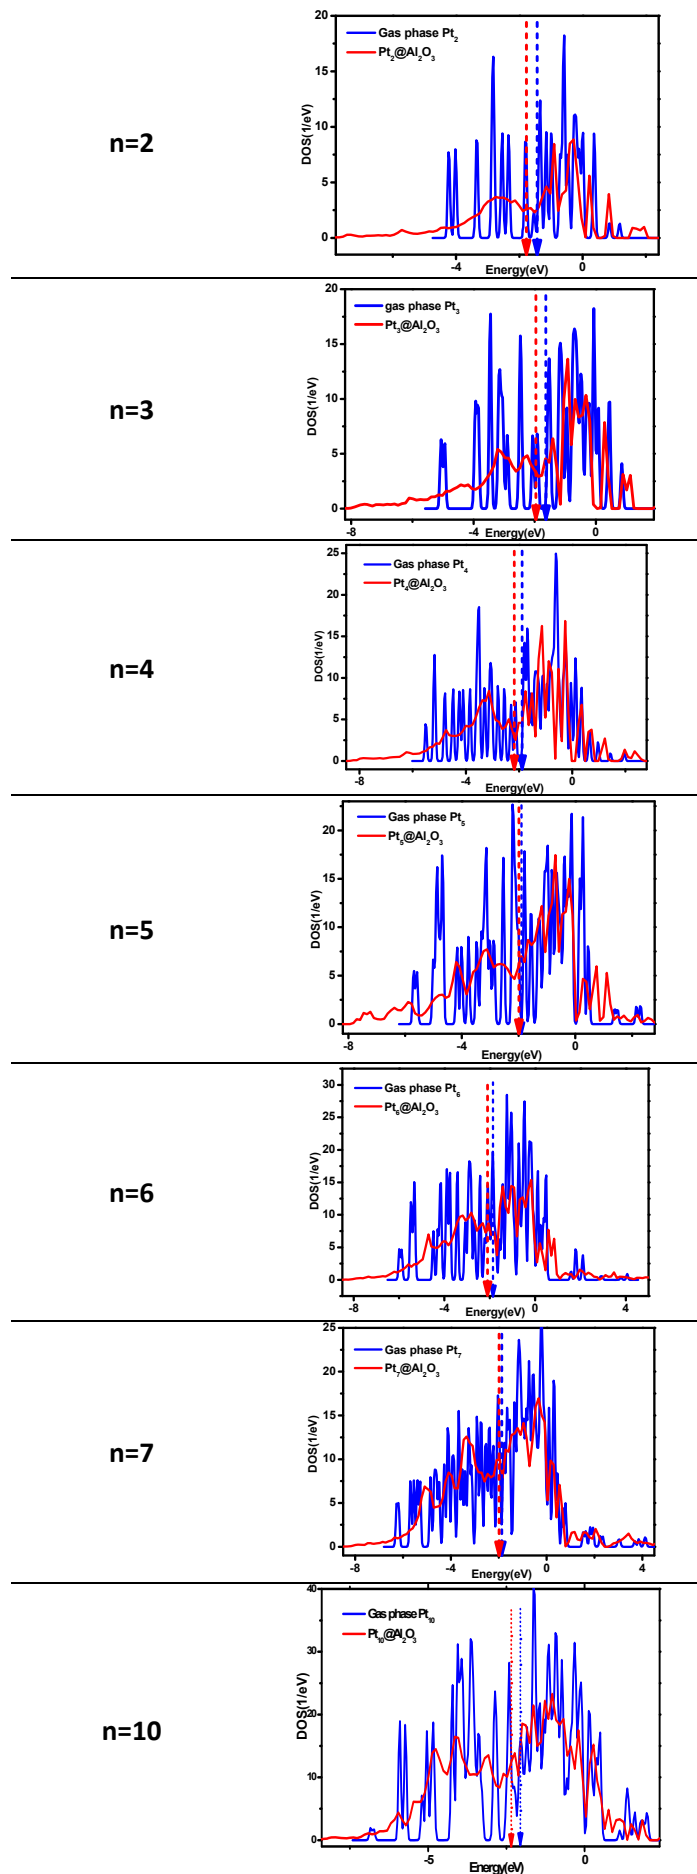 n=2
DOS(1/eV)
20
15
10
5
0
Gas phase Pt2
Pt2@Al2O3
-4
0
Energy(eV)
n=3
DOS(1/eV)
20
15
10
5
0
gas phase Pt3
Pt3@Al2O3
-8
-4
0
Energy(eV)
n=4
DOS(1/eV)
25
20
15
10
5
0
Gas phase Pt4
Pt4@Al2O3
-8
-4
0
Energy(eV)
n=5
DOS(1/eV)
20
15
10
5
0
Gas phase Pt5
Pt5@Al2O3
-8
-4
0
Energy(eV)
n=6
DOS(1/eV)
30
25
20
15
10
5
0
Gas phase Pt6
Pt6@Al2O3
-8
-4
0
4
Energy(eV)
n=7
DOS(1/eV)
25
20
15
10
5
0
Gas phase Pt7
Pt7@Al2O3
-8
-4
0
4
Energy(eV)
n=10
DOS(1/eV)
40
30
20
10
0
Gas phase Pt10
Pt10@Al2O3
-5
0
Energy(eV)